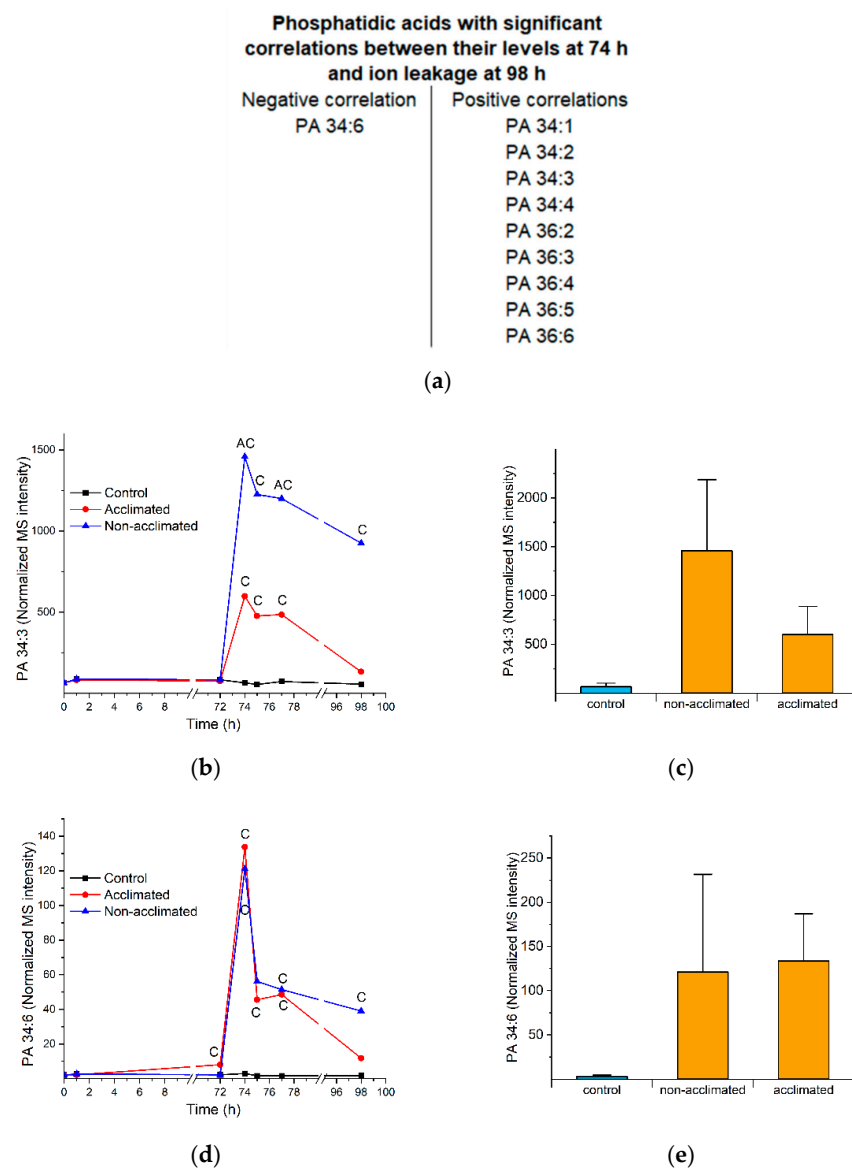 Phosphatidic acids with significant
correlations between their levels at 74 h
and ion leakage at 98 h
Negative correlation
Positive correlations
PA 34:6
PA 34:1
PA 34:2
PA 34:3
PA 34:4
PA 36:2
PA 36:3
PA 36:4
PA 36:5
PA 36:6
(a)
PA 34:3 (Normalized MS intensity)
1500
1000
500
Control
Acclimated
Non-acclimated
AC
C
AC
C
C
C
C
0 2 4 6 8 72 74 76 78 96 98 100
Time (h)
(b)
PA 34:3 (Normalized MS intensity)
2000
1500
1000
500
control non-acclimated acclimated
(c)
PA 34:6 (Normalized MS intensity)
140
120
100
80
60
40
20
Control
Acclimated
Non-acclimated
C
C
C
C
C
C
C
C
0 2 4 6 8 72 74 76 78 96 98 100
Time (h)
(d)
PA 34:6 (Normalized MS intensity)
250
200
150
100
50
control non-acclimated acclimated
(e)